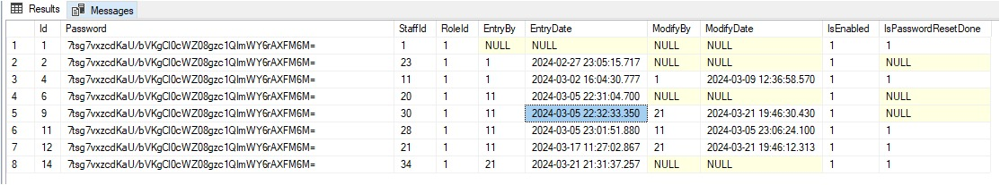 Results Messages
Id Password StaffId RoleId EntryBy EntryDate ModifyBy ModifyDate IsEnabled IsPasswordResetDone
1 1 7tsg7vxzcdKaU/bVKgCl0cWZ08gzc1QImWY6rAXFM6M= 1 1 NULL NULL NULL NULL 1 1
2 2 7tsg7vxzcdKaU/bVKgCl0cWZ08gzc1QImWY6rAXFM6M= 23 1 1 2024-02-27 23:05:15.717 NULL NULL 1 NULL
3 4 7tsg7vxzcdKaU/bVKgCl0cWZ08gzc1QImWY6rAXFM6M= 11 1 1 2024-03-02 16:04:30.777 1 2024-03-09 12:36:58.570 1 1
4 6 7tsg7vxzcdKaU/bVKgCl0cWZ08gzc1QImWY6rAXFM6M= 20 1 11 2024-03-05 22:31:04.700 NULL NULL 1 NULL
5 9 7tsg7vxzcdKaU/bVKgCl0cWZ08gzc1QImWY6rAXFM6M= 30 1 11 2024-03-05 22:32:33.350 21 2024-03-21 19:46:30.430 1 NULL
6 11 7tsg7vxzcdKaU/bVKgCl0cWZ08gzc1QImWY6rAXFM6M= 28 1 11 2024-03-05 23:01:51.880 11 2024-03-05 23:06:24.100 1 1
7 12 7tsg7vxzcdKaU/bVKgCl0cWZ08gzc1QImWY6rAXFM6M= 21 1 11 2024-03-17 11:27:02.867 21 2024-03-21 19:46:12.313 1 1
8 14 7tsg7vxzcdKaU/bVKgCl0cWZ08gzc1QImWY6rAXFM6M= 34 1 21 2024-03-21 21:31:37.257 NULL NULL 1 1